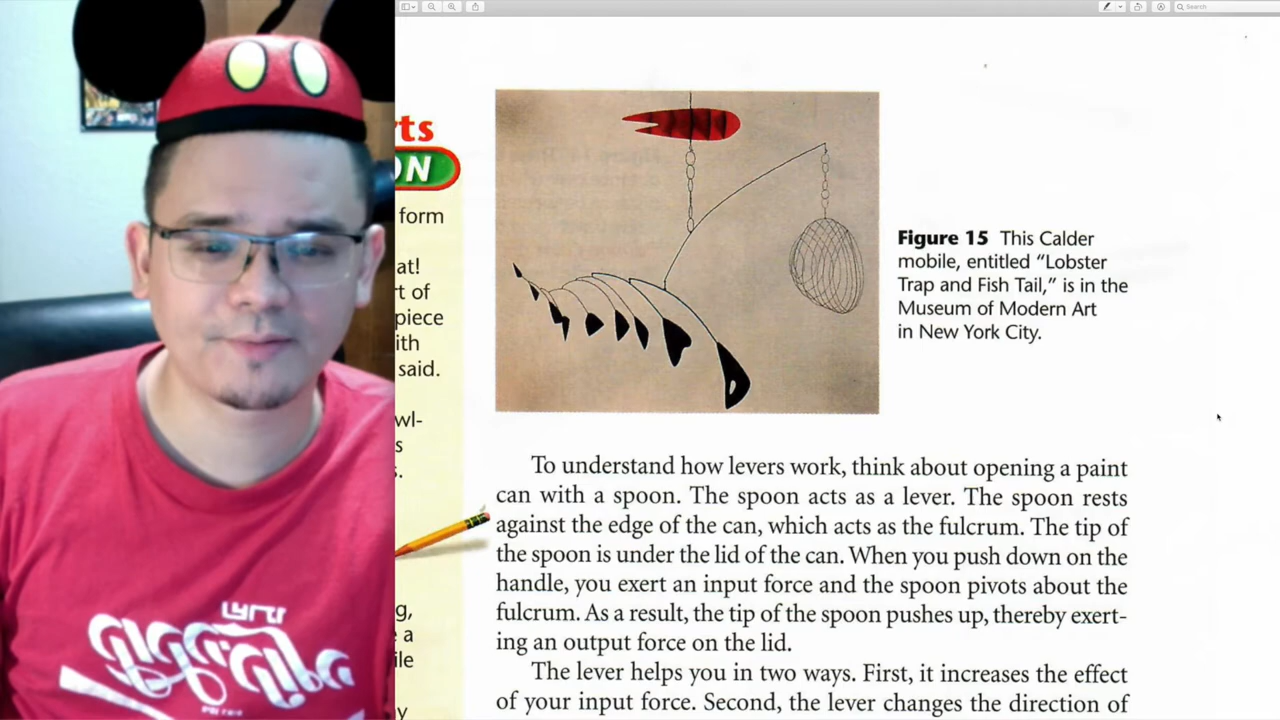 Search
rts
ON
form
at!
rt of
piece
ith
said.
wl-
s
s.
g,
e a
ile
y
Figure 15 This Calder
mobile, entitled “Lobster
Trap and Fish Tail,” is in the
Museum of Modern Art
in New York City.
To understand how levers work, think about opening a paint
can with a spoon. The spoon acts as a lever. The spoon rests
against the edge of the can, which acts as the fulcrum. The tip of
the spoon is under the lid of the can. When you push down on the
handle, you exert an input force and the spoon pivots about the
fulcrum. As a result, the tip of the spoon pushes up, thereby exert-
ing an output force on the lid.
The lever helps you in two ways. First, it increases the effect
of your input force. Second, the lever changes the direction of